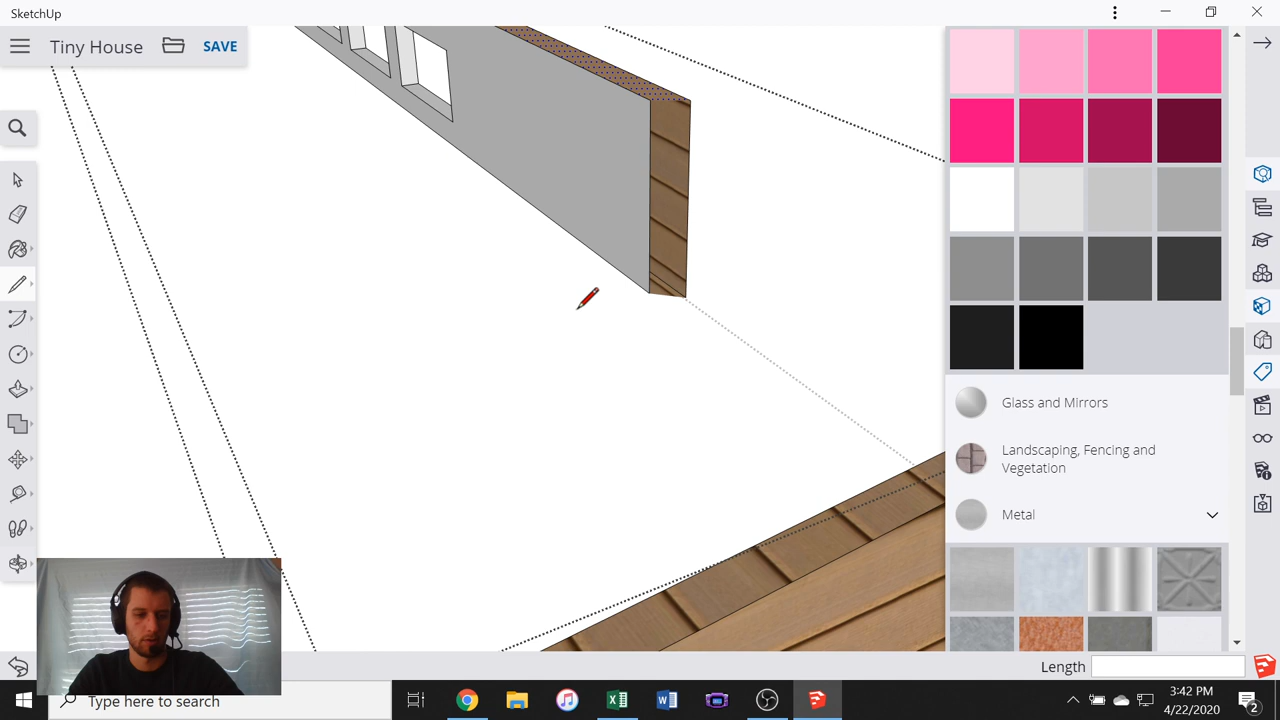 SketchUp
Tiny House
SAVE
Glass and Mirrors
Landscaping, Fencing and
Vegetation
Metal
Length
Type here to search
3:42 PM
4/22/2020
2